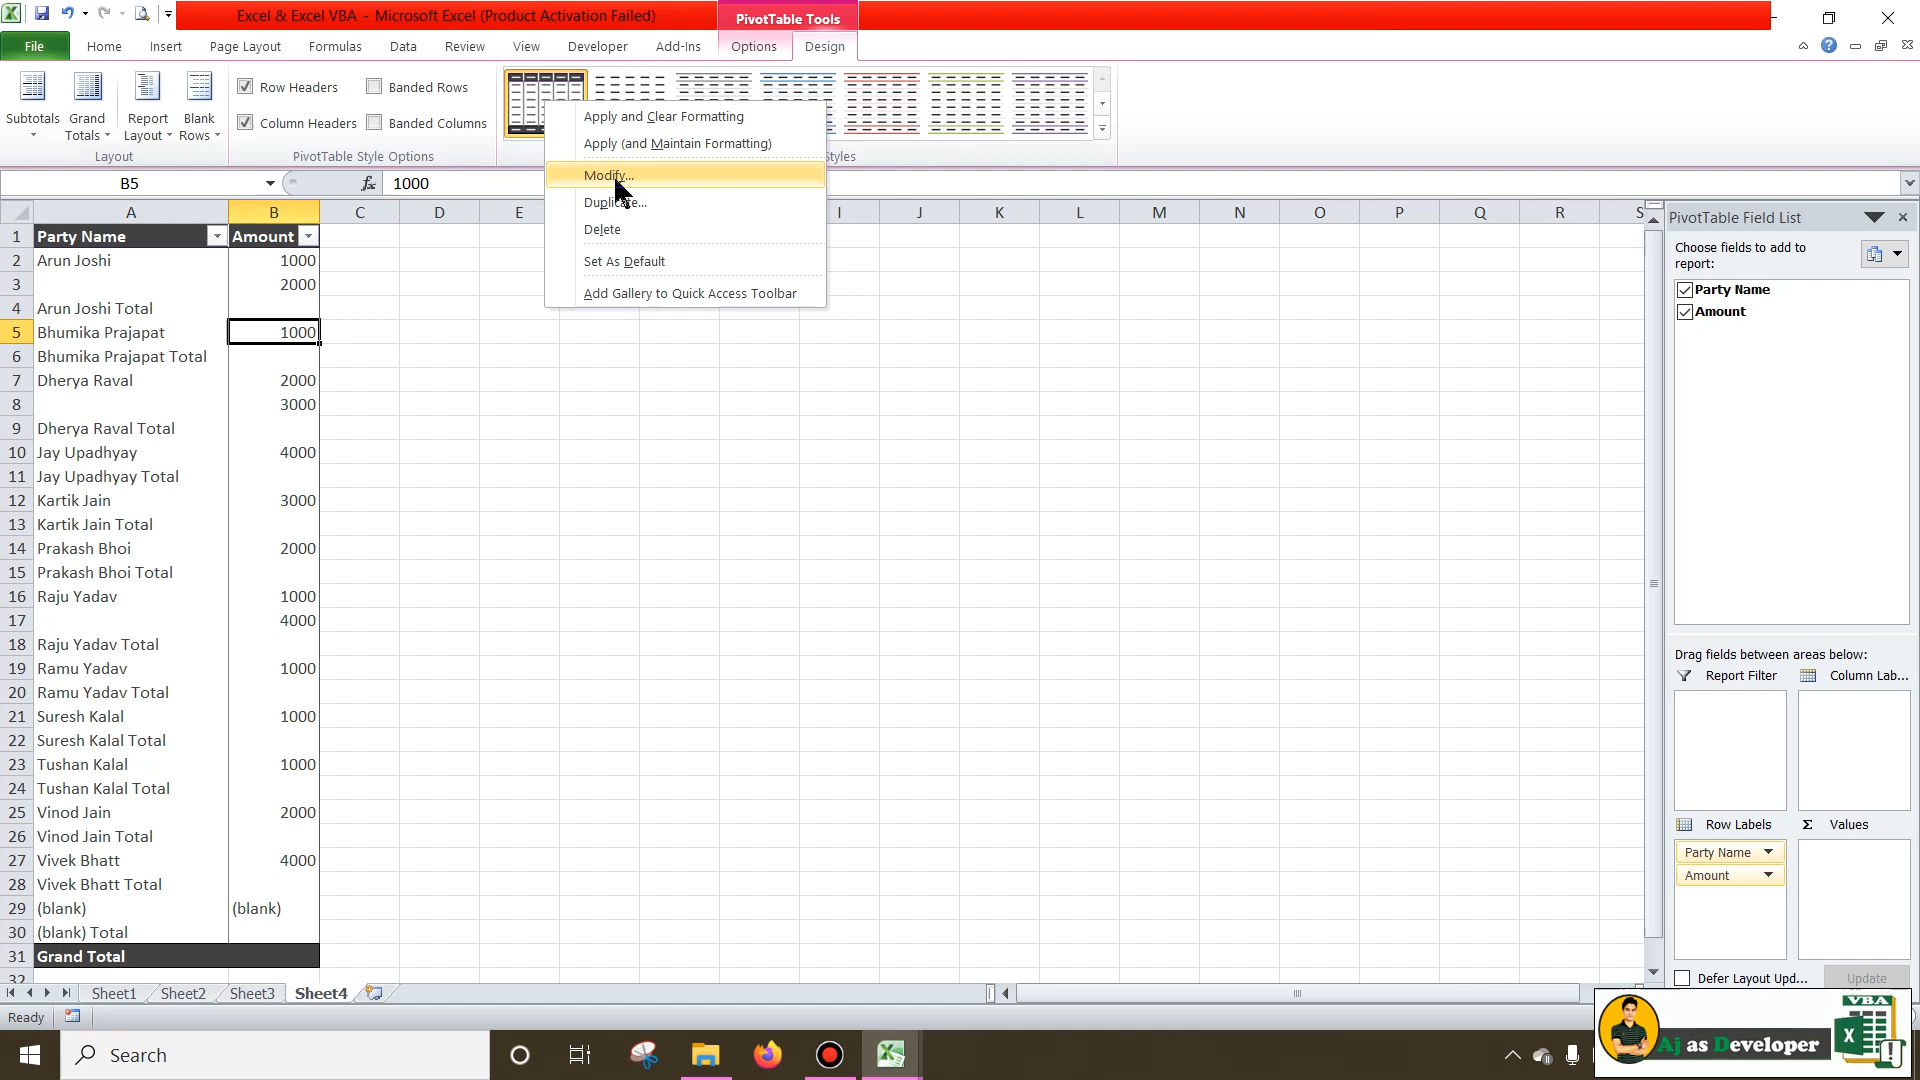 Excel & Excel VBA - Microsoft Excel (Product Activation Failed)
PivotTable Tools
File Home Insert Page Layout Formulas Data Review View Developer Add-Ins Options Design
Subtotals
Grand Totals
Report Layout
Blank Rows
Layout
Row Headers
Banded Rows
Column Headers
Banded Columns
PivotTable Style Options
Styles
Apply and Clear Formatting
Apply (and Maintain Formatting)
Modify...
Duplicate...
Delete
Set As Default
Add Gallery to Quick Access Toolbar
B5 fx 1000
A B C D E I J K L M N O P Q R S
1 Party Name Amount
2 Arun Joshi 1000
3 2000
4 Arun Joshi Total
5 Bhumika Prajapat 1000
6 Bhumika Prajapat Total
7 Dherya Raval 2000
8 3000
9 Dherya Raval Total
10 Jay Upadhyay 4000
11 Jay Upadhyay Total
12 Kartik Jain 3000
13 Kartik Jain Total
14 Prakash Bhoi 2000
15 Prakash Bhoi Total
16 Raju Yadav 1000
17 4000
18 Raju Yadav Total
19 Ramu Yadav 1000
20 Ramu Yadav Total
21 Suresh Kalal 1000
22 Suresh Kalal Total
23 Tushan Kalal 1000
24 Tushan Kalal Total
25 Vinod Jain 2000
26 Vinod Jain Total
27 Vivek Bhatt 4000
28 Vivek Bhatt Total
29 (blank) (blank)
30 (blank) Total
31 Grand Total
32
PivotTable Field List
Choose fields to add to
report:
Party Name
Amount
Drag fields between areas below:
Report Filter
Column Lab...
Row Labels
Σ Values
Party Name
Amount
Defer Layout Upd...
Update
Sheet1 Sheet2 Sheet3 Sheet4
Ready
Search
Aj as Developer
VBA